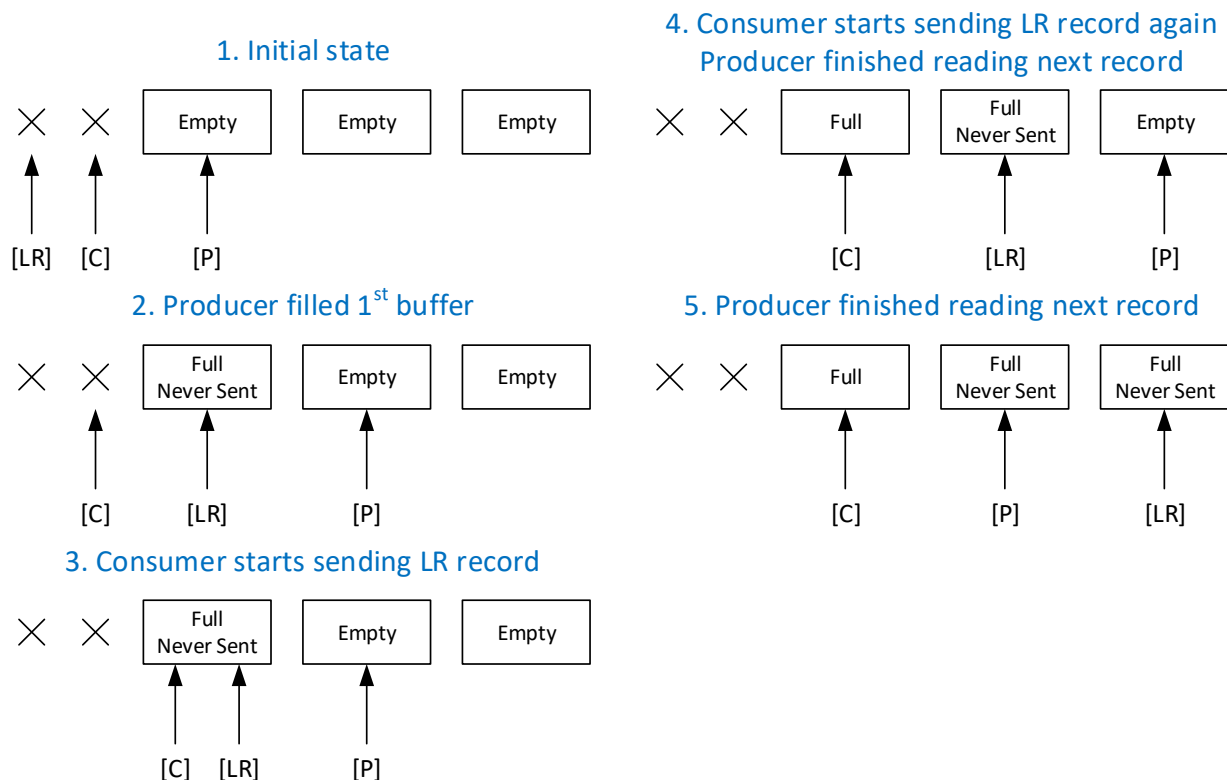 1. Initial state
Empty
Empty
Empty
[LR]
[C]
[P]
2. Producer filled 1st buffer
Full
Never Sent
Empty
Empty
[C]
[LR]
[P]
3. Consumer starts sending LR record
Full
Never Sent
Empty
Empty
[C]
[LR]
[P]
4. Consumer starts sending LR record again
Producer finished reading next record
Full
Full
Never Sent
Empty
[C]
[LR]
[P]
5. Producer finished reading next record
Full
Full
Never Sent
Full
Never Sent
[C]
[P]
[LR]